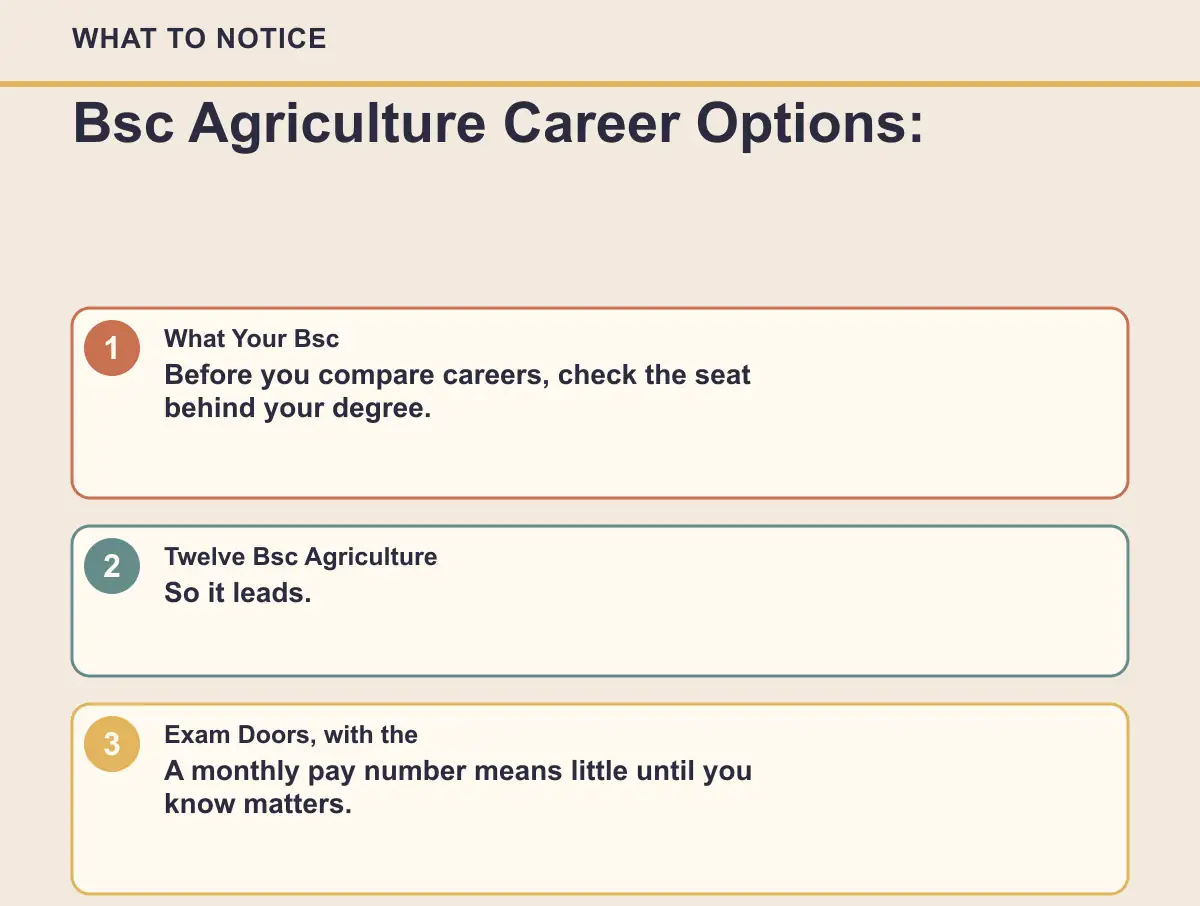 WHAT TO NOTICE
Bsc Agriculture Career Options:
1
What Your Bsc
Before you compare careers, check the seat
behind your degree.
2
Twelve Bsc Agriculture
So it leads.
3
Exam Doors, with the
A monthly pay number means little until you
know matters.